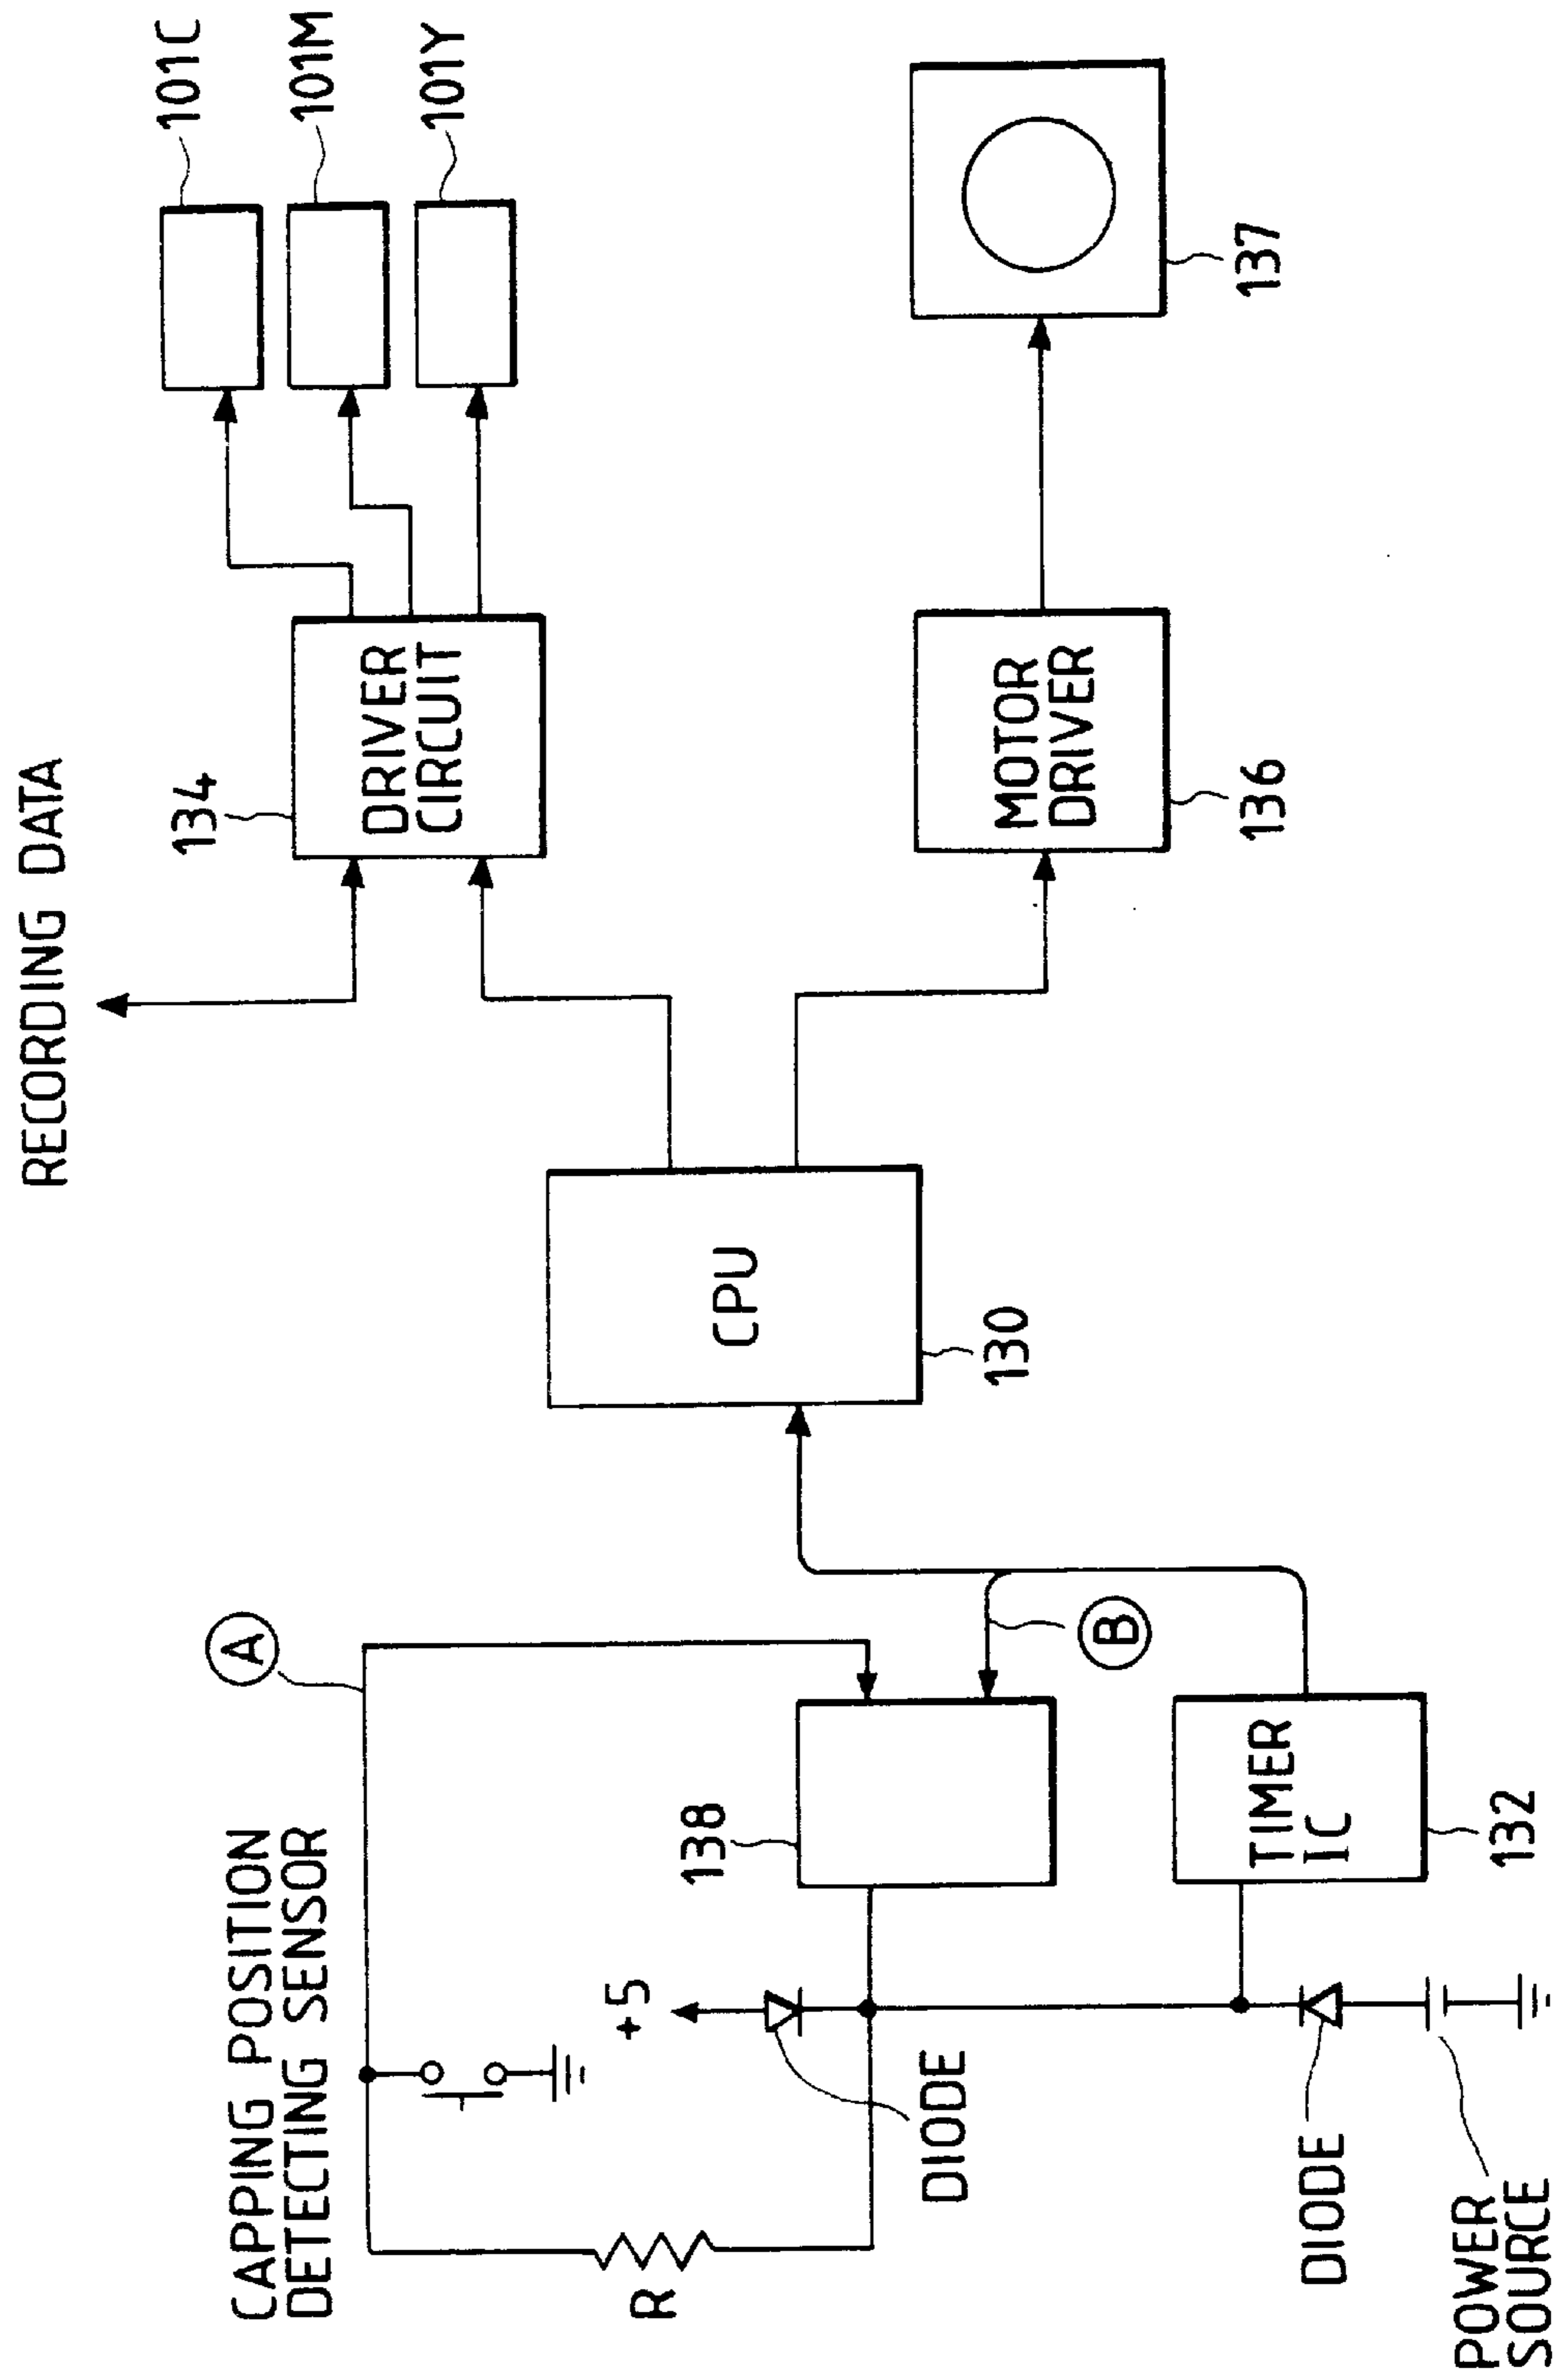 RECORDING DATA
101C
101M
101Y
134
DRIVER
CIRCUIT
CAPPING POSITION
DETECTING SENSOR
A
R
+5
DIODE
138
CPU
130
B
MOTOR
DRIVER
136
137
TIMER
IC
132
DIODE
POWER
SOURCE